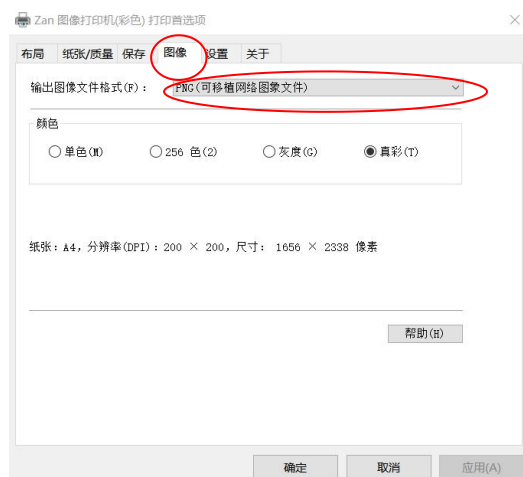 Zan 图像打印机(彩色) 打印首选项
布局 纸张/质量 保存 图像 设置 关于
输出图像文件格式(F): PNG(可移植网络图象文件)
颜色
单色(M) 256 色(2) 灰度(G) 真彩(T)
纸张: A4, 分辨率(DPI): 200 × 200, 尺寸: 1656 × 2338 像素
帮助(H)
确定 取消 应用(A)